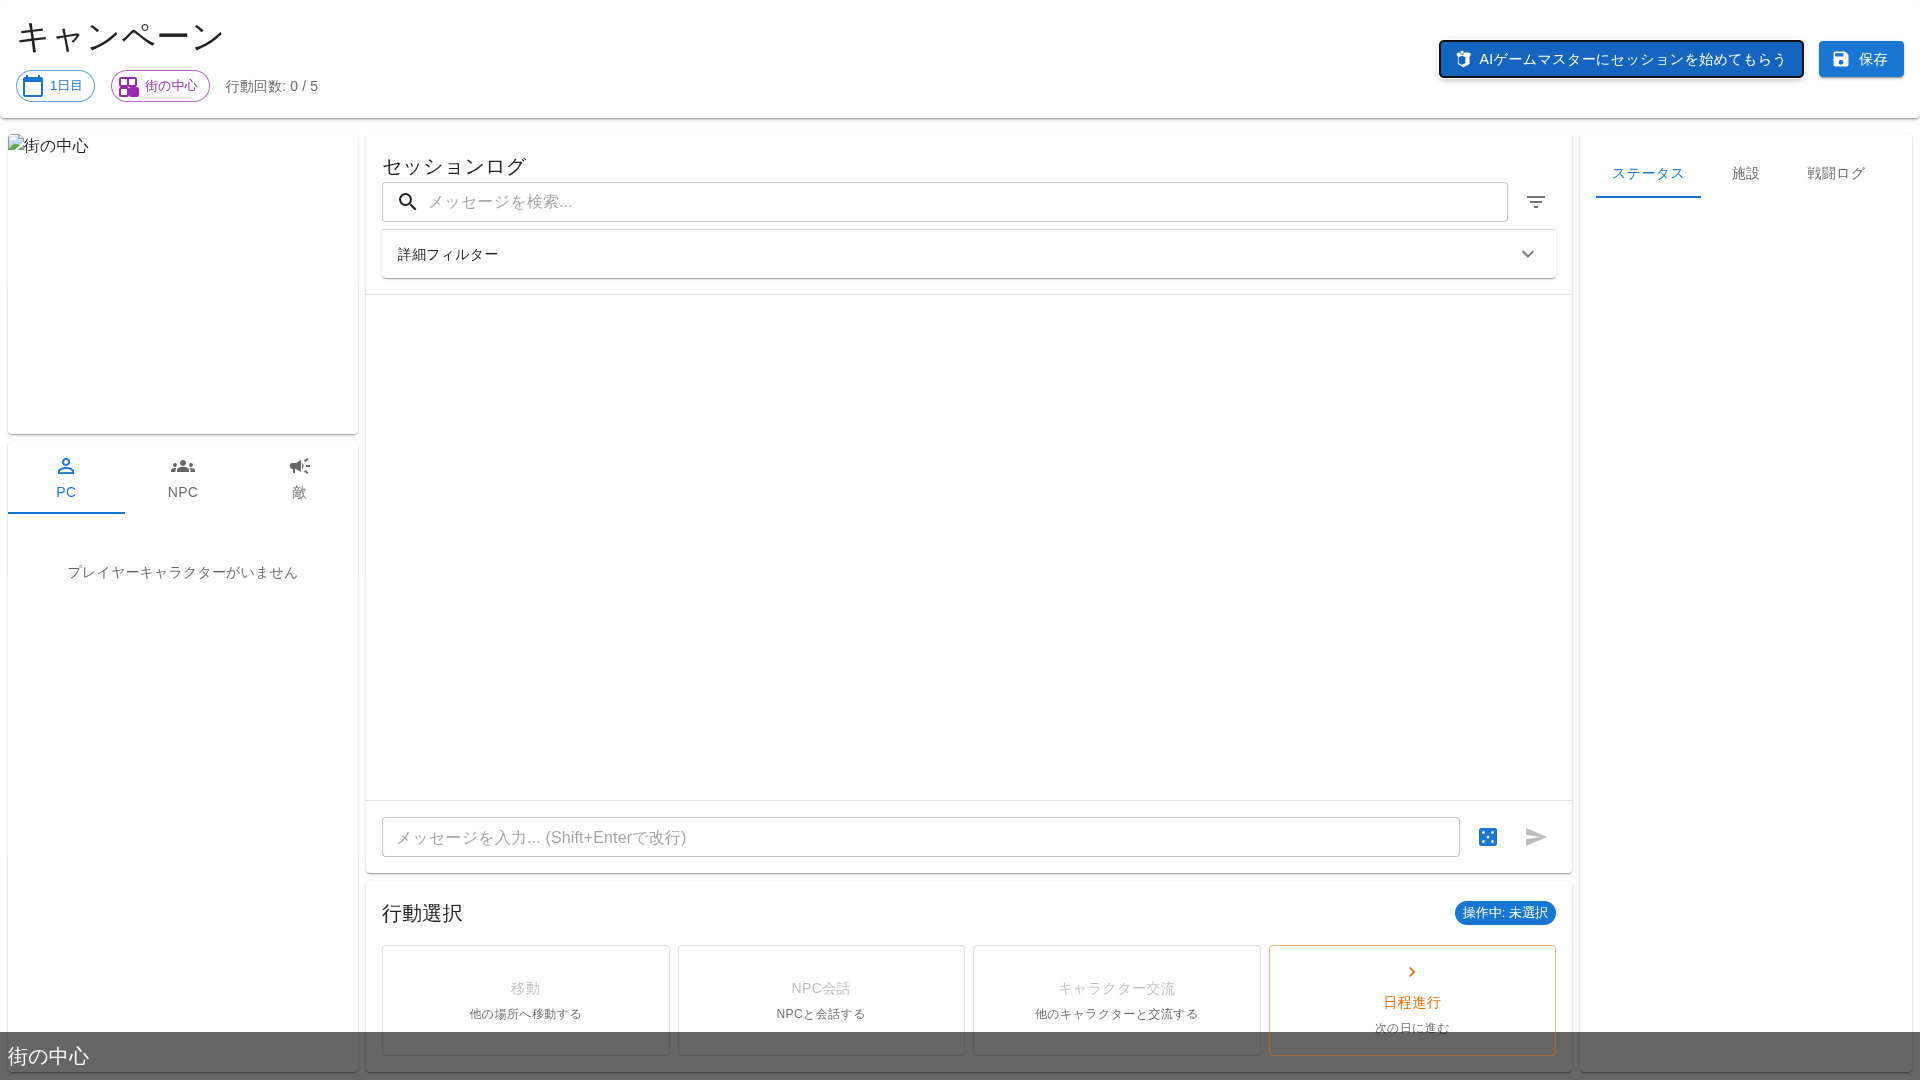 キャンペーン
1日目
街の中心
行動回数: 0 / 5
AIゲームマスターにセッションを始めてもらう
保存
街の中心
セッションログ
メッセージを検索...
詳細フィルター
ステータス
施設
戦闘ログ
PC
NPC
敵
プレイヤーキャラクターがいません
メッセージを入力... (Shift+Enterで改行)
行動選択
操作中: 未選択
移動
他の場所へ移動する
NPC会話
NPCと会話する
キャラクター交流
他のキャラクターと交流する
日程進行
次の日に進む
街の中心